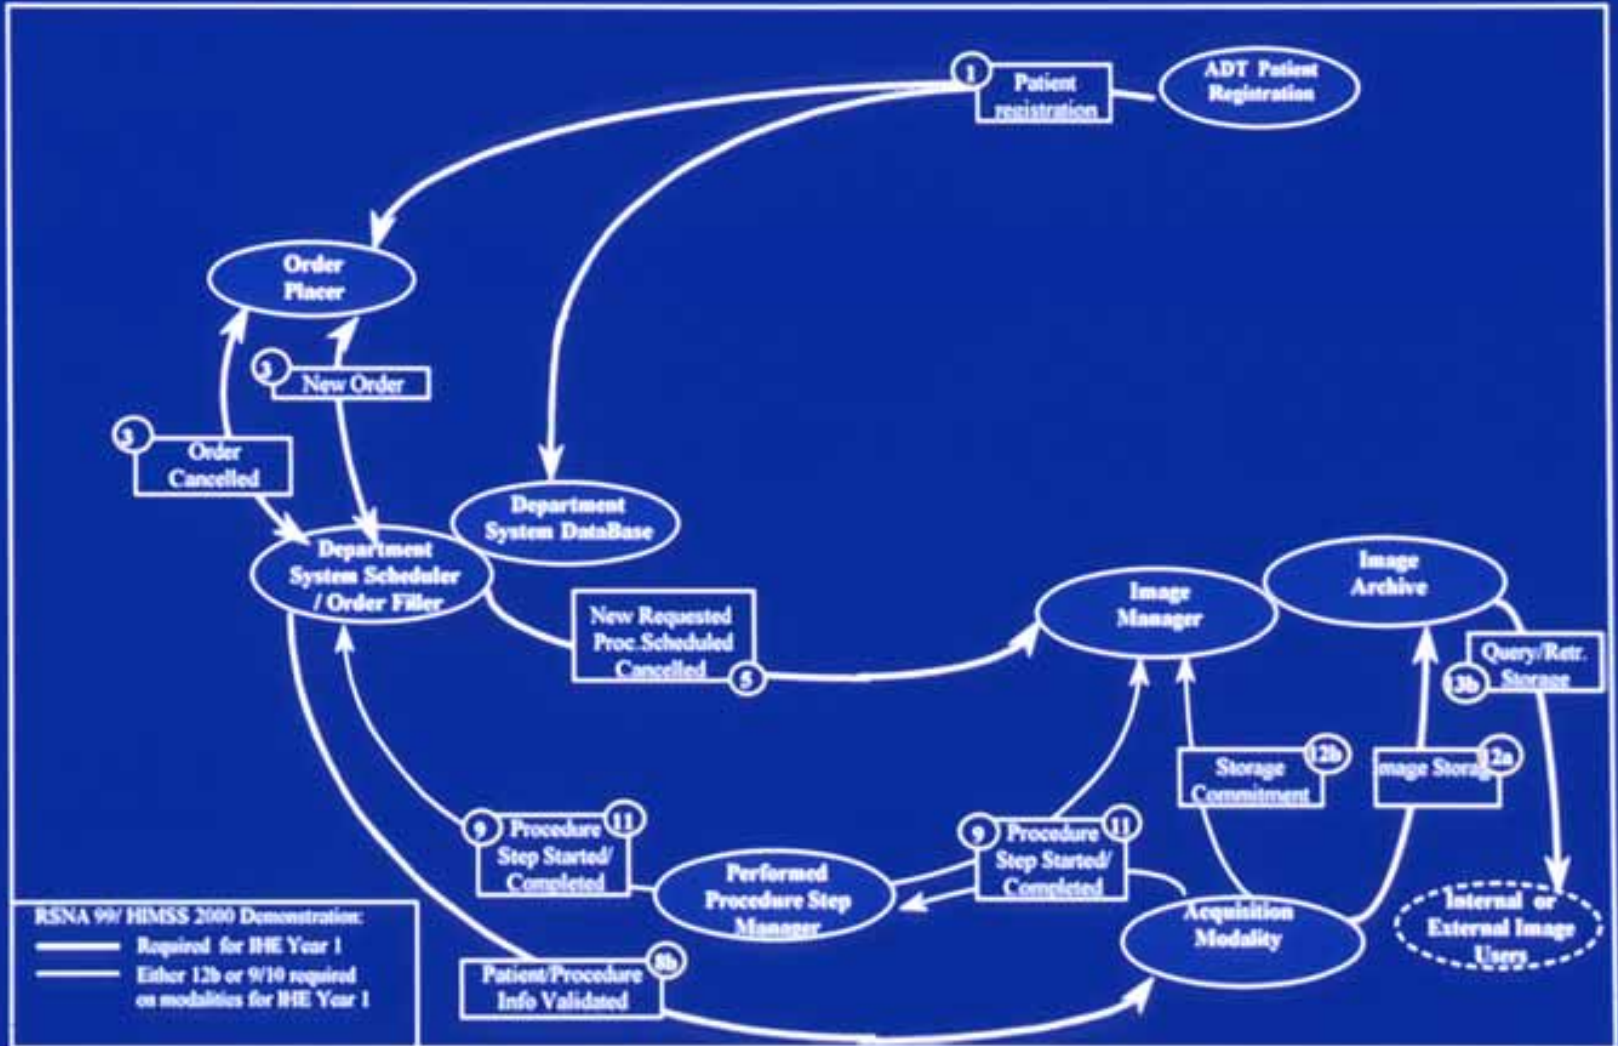 1
Patient
registration
ADT Patient
Registration
Order
Placer
3
New Order
3
Order
Cancelled
Department
System DataBase
Department
System Scheduler
/ Order Filler
New Requested
Proc.Scheduled
Cancelled
5
Image
Manager
Image
Archive
Query/Retr.
Storage
13b
Storage
Commitment
12b
Image Storage
12a
9
Procedure
Step Started/
Completed
11
9
Procedure
Step Started/
Completed
11
Performed
Procedure Step
Manager
Acquisition
Modality
Internal or
External Image
Users
Patient/Procedure
Info Validated
8b
RSNA 99/ HIMSS 2000 Demonstration:
Required for IHE Year 1
Either 12b or 9/10 required
on modalities for IHE Year 1